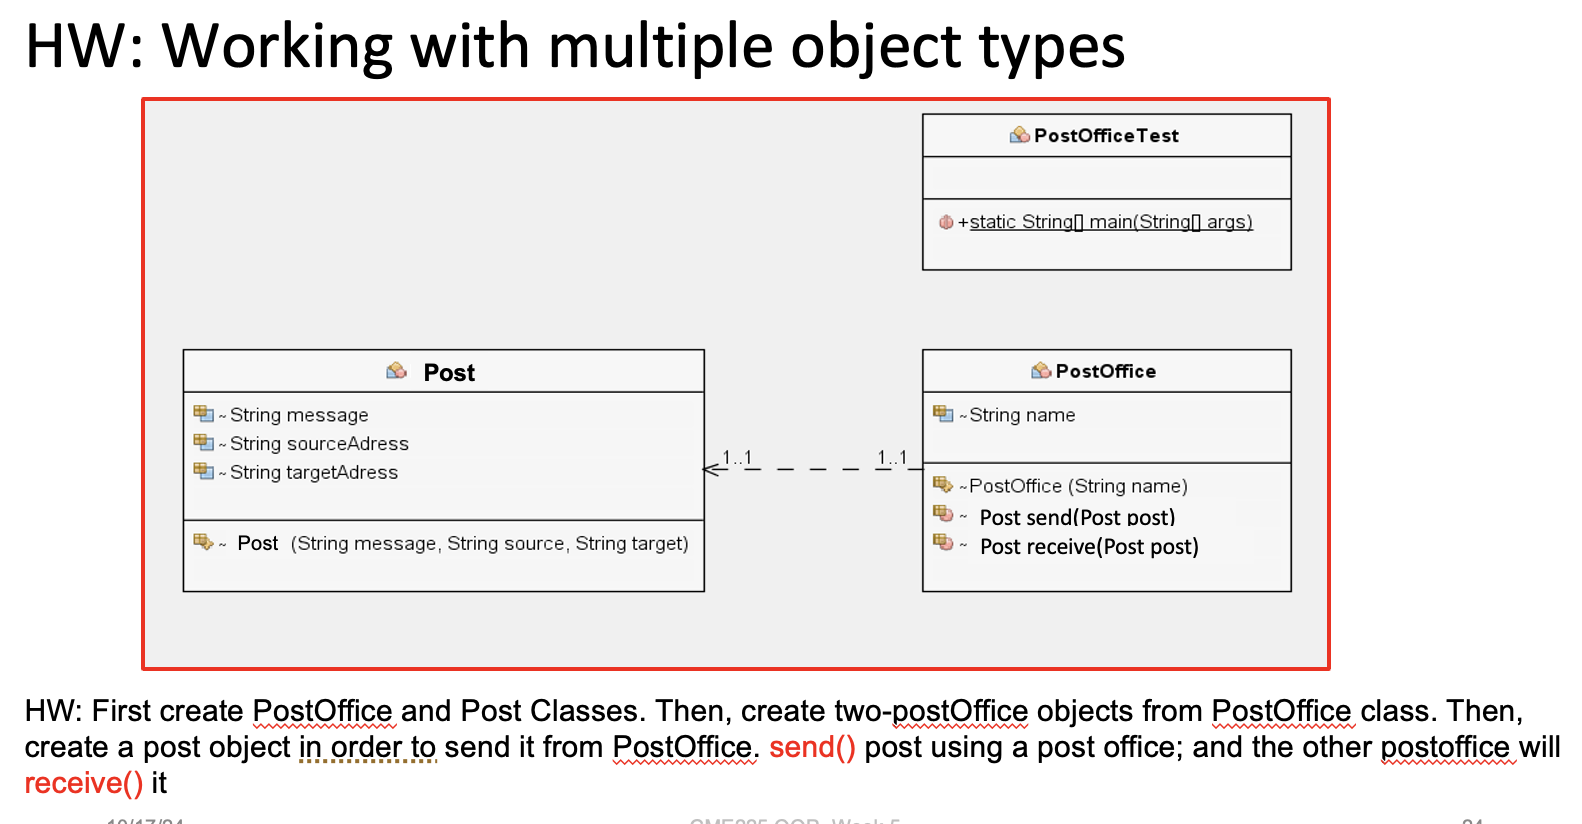 HW: Working with multiple object types
PostOfficeTest
+static String[] main(String[] args)
Post
~ String message
~ String sourceAdress
~ String targetAdress
~ Post (String message, String source, String target)
1..1
1..1
PostOffice
~String name
~PostOffice (String name)
~ Post send(Post post)
~ Post receive(Post post)
HW: First create PostOffice and Post Classes. Then, create two-postOffice objects from PostOffice class. Then,
create a post object in order to send it from PostOffice. send() post using a post office; and the other postoffice will
receive() it